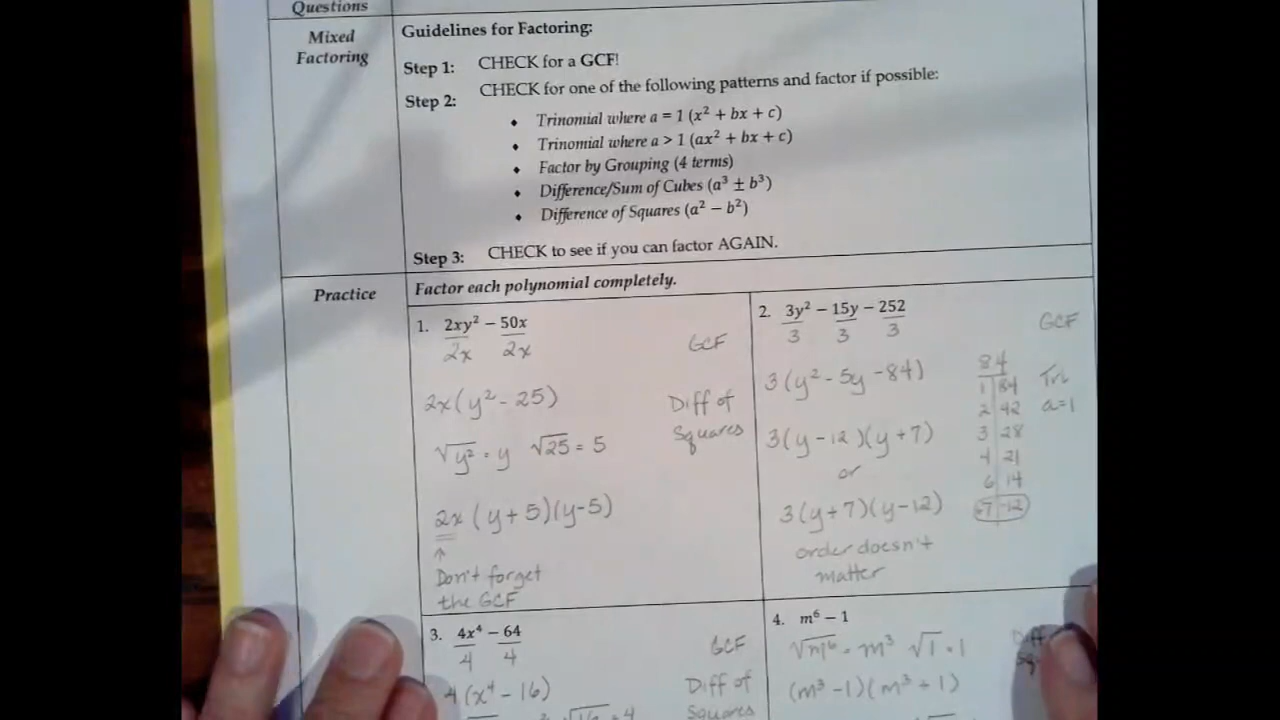 Questions
Mixed
Factoring
Guidelines for Factoring:
Step 1: CHECK for a GCF!
Step 2: CHECK for one of the following patterns and factor if possible:
• Trinomial where a = 1 (x² + bx + c)
• Trinomial where a > 1 (ax² + bx + c)
• Factor by Grouping (4 terms)
• Difference/Sum of Cubes (a³ ± b³)
• Difference of Squares (a² − b²)
Step 3: CHECK to see if you can factor AGAIN.
Practice
Factor each polynomial completely.
1. 2xy² − 50x
2x 2x
GCF
2x(y² - 25)
Diff of
Squares
√y² = y √25 = 5
2x (y+5)(y-5)
↑
Don't forget
the GCF
2. 3y² − 15y − 252
3 3 3
GCF
3(y² - 5y - 84)
Tri
a=1
84
1 84
2 42
3 28
4 21
6 14
7 -12
3(y-12)(y+7)
or
3(y+7)(y-12)
order doesn't
matter
3. 4x⁴ − 64
4 4
GCF
4(x⁴ - 16)
Diff of
Squares
4. m⁶ − 1
√m⁶ = m³ √1 = 1
Diff
(m³ - 1)(m³ + 1)